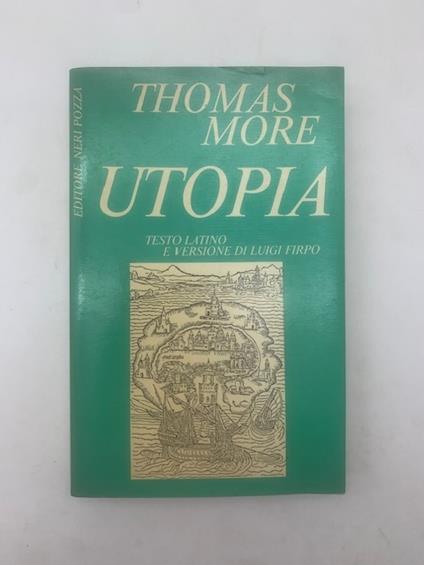 THOMAS
MORE
UTOPIA
TESTO LATINO
E VERSIONE DI LUIGI FIRPO
EDITORE NERI POZZA